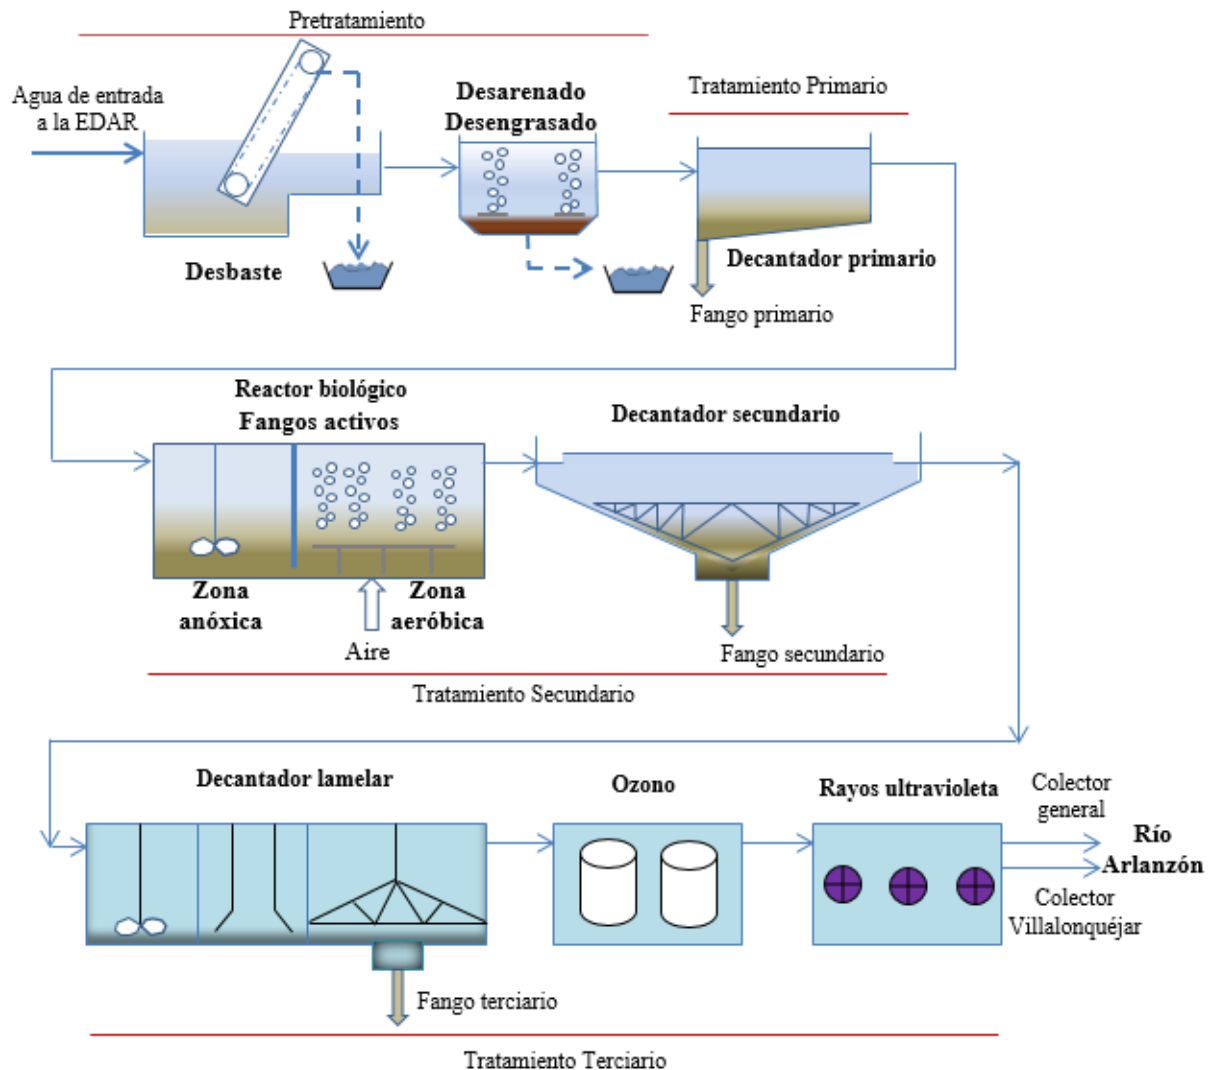 Pretratamiento
Agua de entrada
a la EDAR
Desarenado
Desengrasado
Tratamiento Primario
Desbaste
Decantador primario
Fango primario
Reactor biológico
Fangos activos
Decantador secundario
Zona
anóxica
Zona
aeróbica
Aire
Fango secundario
Tratamiento Secundario
Decantador lamelar
Ozono
Rayos ultravioleta
Colector
general
Río
Arlanzón
Colector
Villalonquéjar
Fango terciario
Tratamiento Terciario